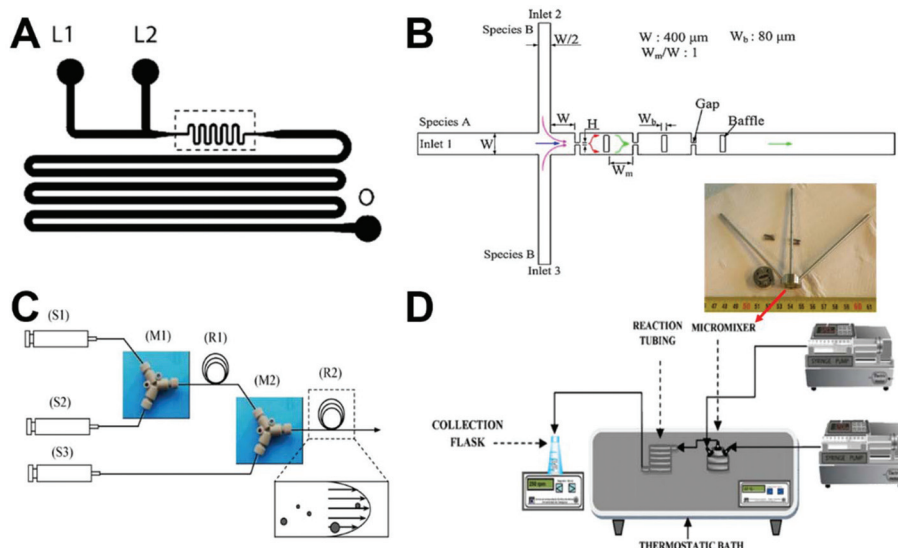 A
L1
L2
B
Inlet 2
Species B
W/2
W : 400 µm
W_b : 80 µm
W_m/W : 1
Species A
Inlet 1
W
W
H
W_m
W_b
Gap
Baffle
Species B
Inlet 3
C
(S1)
(M1)
(R1)
(S2)
(M2)
(R2)
(S3)
D
REACTION
TUBING
MICROMIXER
COLLECTION
FLASK
SYRINGE PUMP
SYRINGE PUMP
THERMOSTATIC BATH